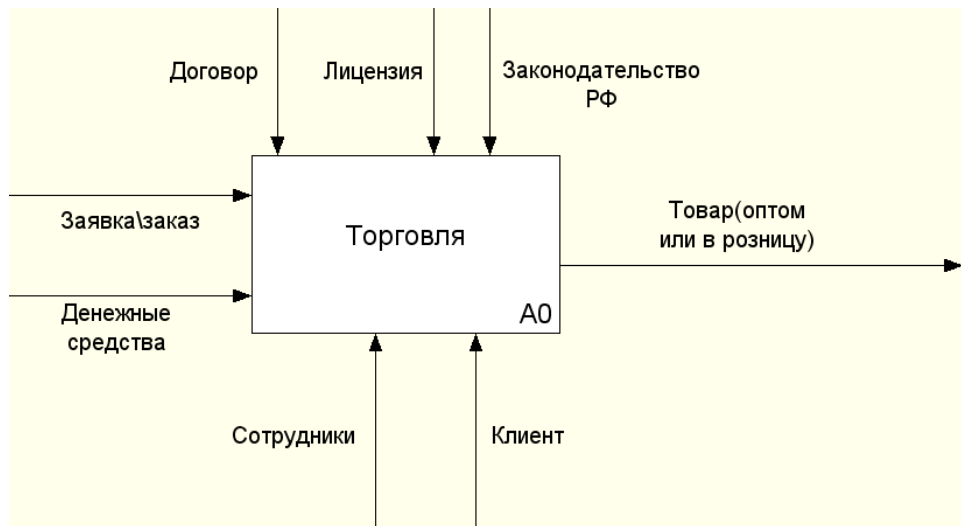 Договор
Лицензия
Законодательство
РФ
Заявка\заказ
Торговля
Товар(оптом
или в розницу)
Денежные
средства
A0
Сотрудники
Клиент